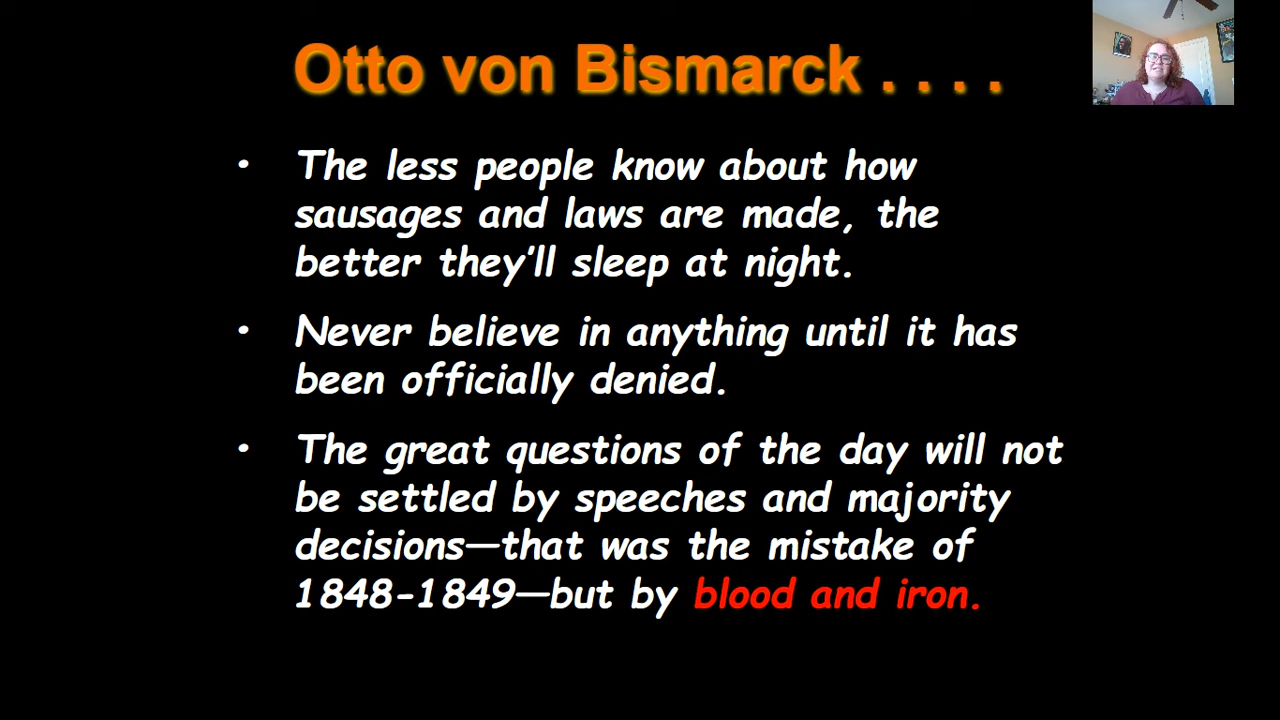 Otto von Bismarck . . . .
• The less people know about how
sausages and laws are made, the
better they'll sleep at night.
• Never believe in anything until it has
been officially denied.
• The great questions of the day will not
be settled by speeches and majority
decisions—that was the mistake of
1848-1849—but by blood and iron.